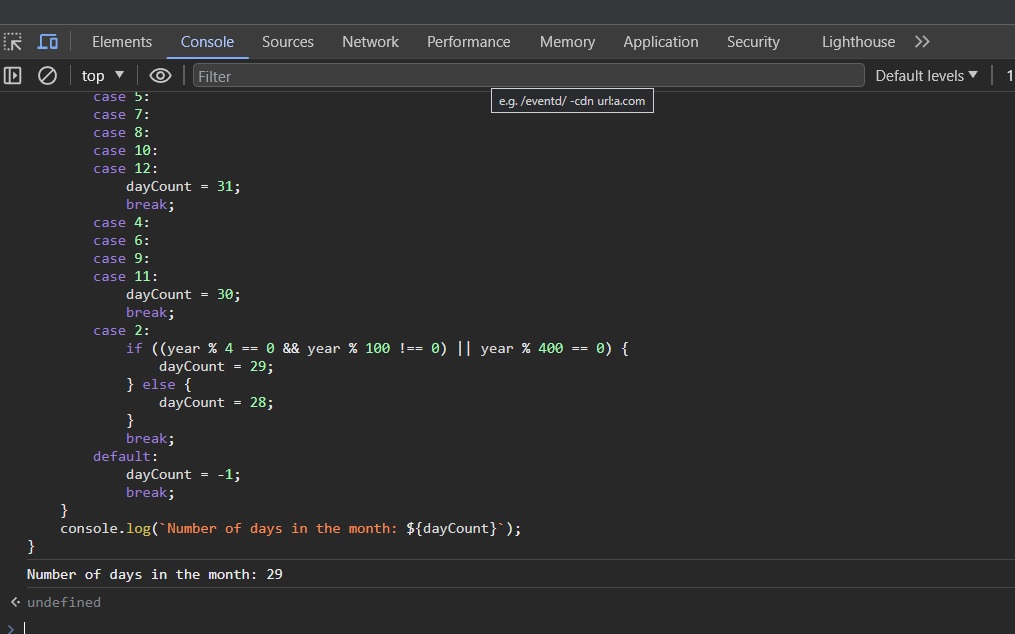 Elements Console Sources Network Performance Memory Application Security Lighthouse
top Filter Default levels 1
e.g. /eventd/ -cdn url:a.com
case 5:
case 7:
case 8:
case 10:
case 12:
dayCount = 31;
break;
case 4:
case 6:
case 9:
case 11:
dayCount = 30;
break;
case 2:
if ((year % 4 == 0 && year % 100 !== 0) || year % 400 == 0) {
dayCount = 29;
} else {
dayCount = 28;
}
break;
default:
dayCount = -1;
break;
}
console.log(`Number of days in the month: ${dayCount}`);
}
Number of days in the month: 29
undefined